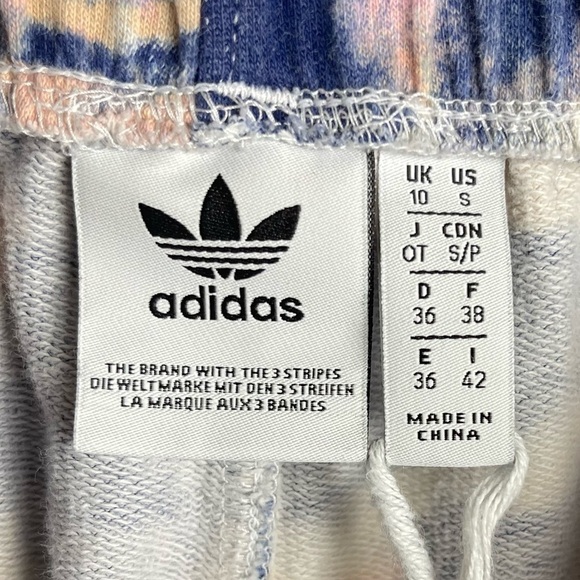 adidas
THE BRAND WITH THE 3 STRIPES
DIE WELTMARKE MIT DEN 3 STREIFEN
LA MARQUE AUX 3 BANDES
UK US
10 S
J CDN
OT S/P
D F
36 38
E I
36 42
MADE IN
CHINA